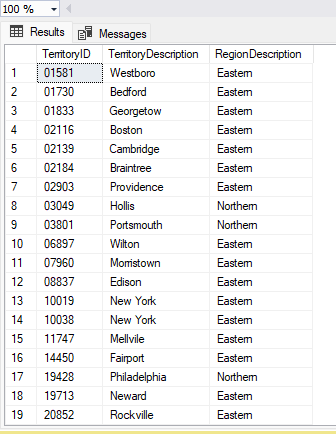 100 %
Results Messages
TerritoryID TerritoryDescription RegionDescription
1 01581 Westboro Eastern
2 01730 Bedford Eastern
3 01833 Georgetow Eastern
4 02116 Boston Eastern
5 02139 Cambridge Eastern
6 02184 Braintree Eastern
7 02903 Providence Eastern
8 03049 Hollis Northern
9 03801 Portsmouth Northern
10 06897 Wilton Eastern
11 07960 Morristown Eastern
12 08837 Edison Eastern
13 10019 New York Eastern
14 10038 New York Eastern
15 11747 Mellvile Eastern
16 14450 Fairport Eastern
17 19428 Philadelphia Northern
18 19713 Neward Eastern
19 20852 Rockville Eastern